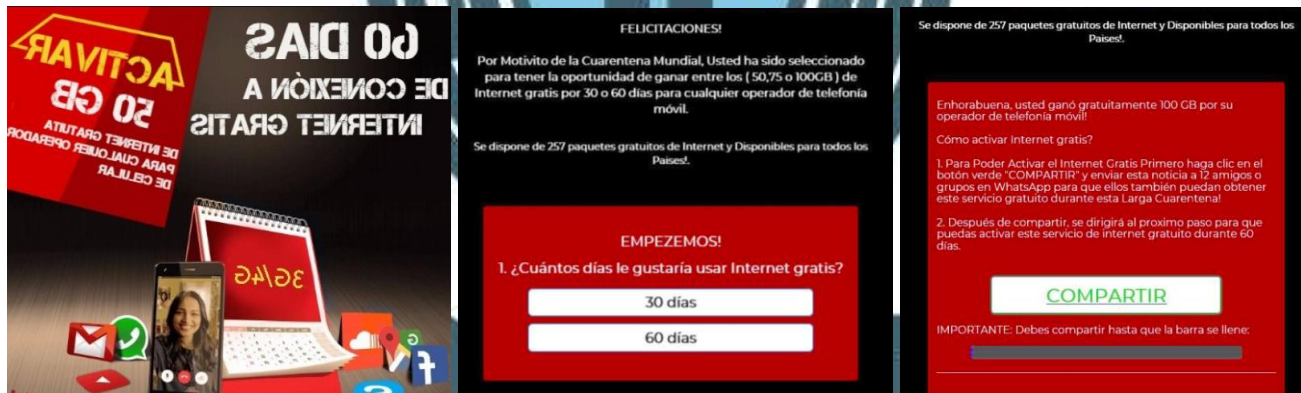 ACTIVAR
50 GB
DE INTERNET GRATUITA
PARA CUALQUIER OPERADOR
DE CELULAR
60 DIAS
DE CONEXIÓN A
INTERNET GRATIS
3G/4G
FELICITACIONES!
Por Motivito de la Cuarentena Mundial, Usted ha sido seleccionado
para tener la oportunidad de ganar entre los ( 50,75 o 100GB ) de
Internet gratis por 30 o 60 días para cualquier operador de telefonía
móvil.
Se dispone de 257 paquetes gratuitos de Internet y Disponibles para todos los
Paises!.
EMPEZEMOS!
1. ¿Cuántos días le gustaría usar Internet gratis?
30 días
60 días
Se dispone de 257 paquetes gratuitos de Internet y Disponibles para todos los
Paises!.
Enhorabuena, usted ganó gratuitamente 100 GB por su
operador de telefonía móvil!
Cómo activar Internet gratis?
1. Para Poder Activar el Internet Gratis Primero haga clic en el
botón verde "COMPARTIR" y enviar esta noticia a 12 amigos o
grupos en WhatsApp para que ellos también puedan obtener
este servicio gratuito durante esta Larga Cuarentena!
2. Después de compartir, se dirigirá al proximo paso para que
puedas activar este servicio de internet gratuito durante 60
días.
COMPARTIR
IMPORTANTE: Debes compartir hasta que la barra se llene: